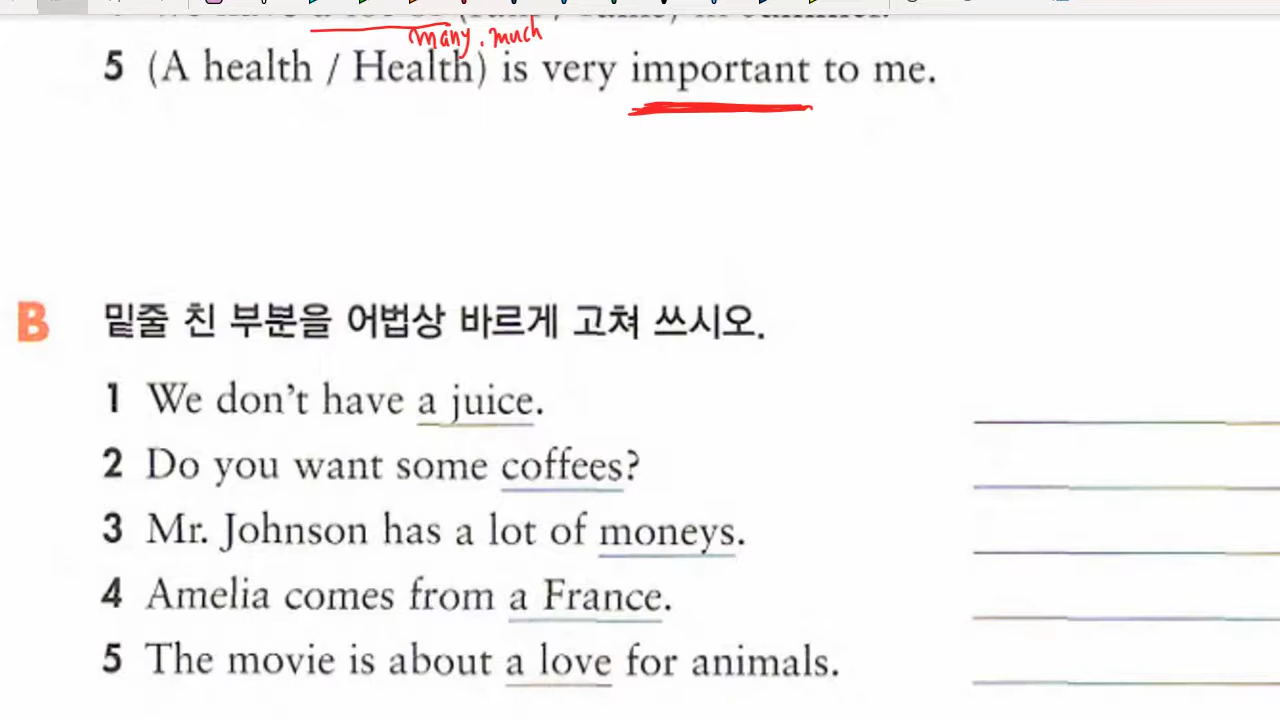 many. much
5 (A health / Health) is very important to me.
B 밑줄 친 부분을 어법상 바르게 고쳐 쓰시오.
1 We don't have a juice.
2 Do you want some coffees?
3 Mr. Johnson has a lot of moneys.
4 Amelia comes from a France.
5 The movie is about a love for animals.